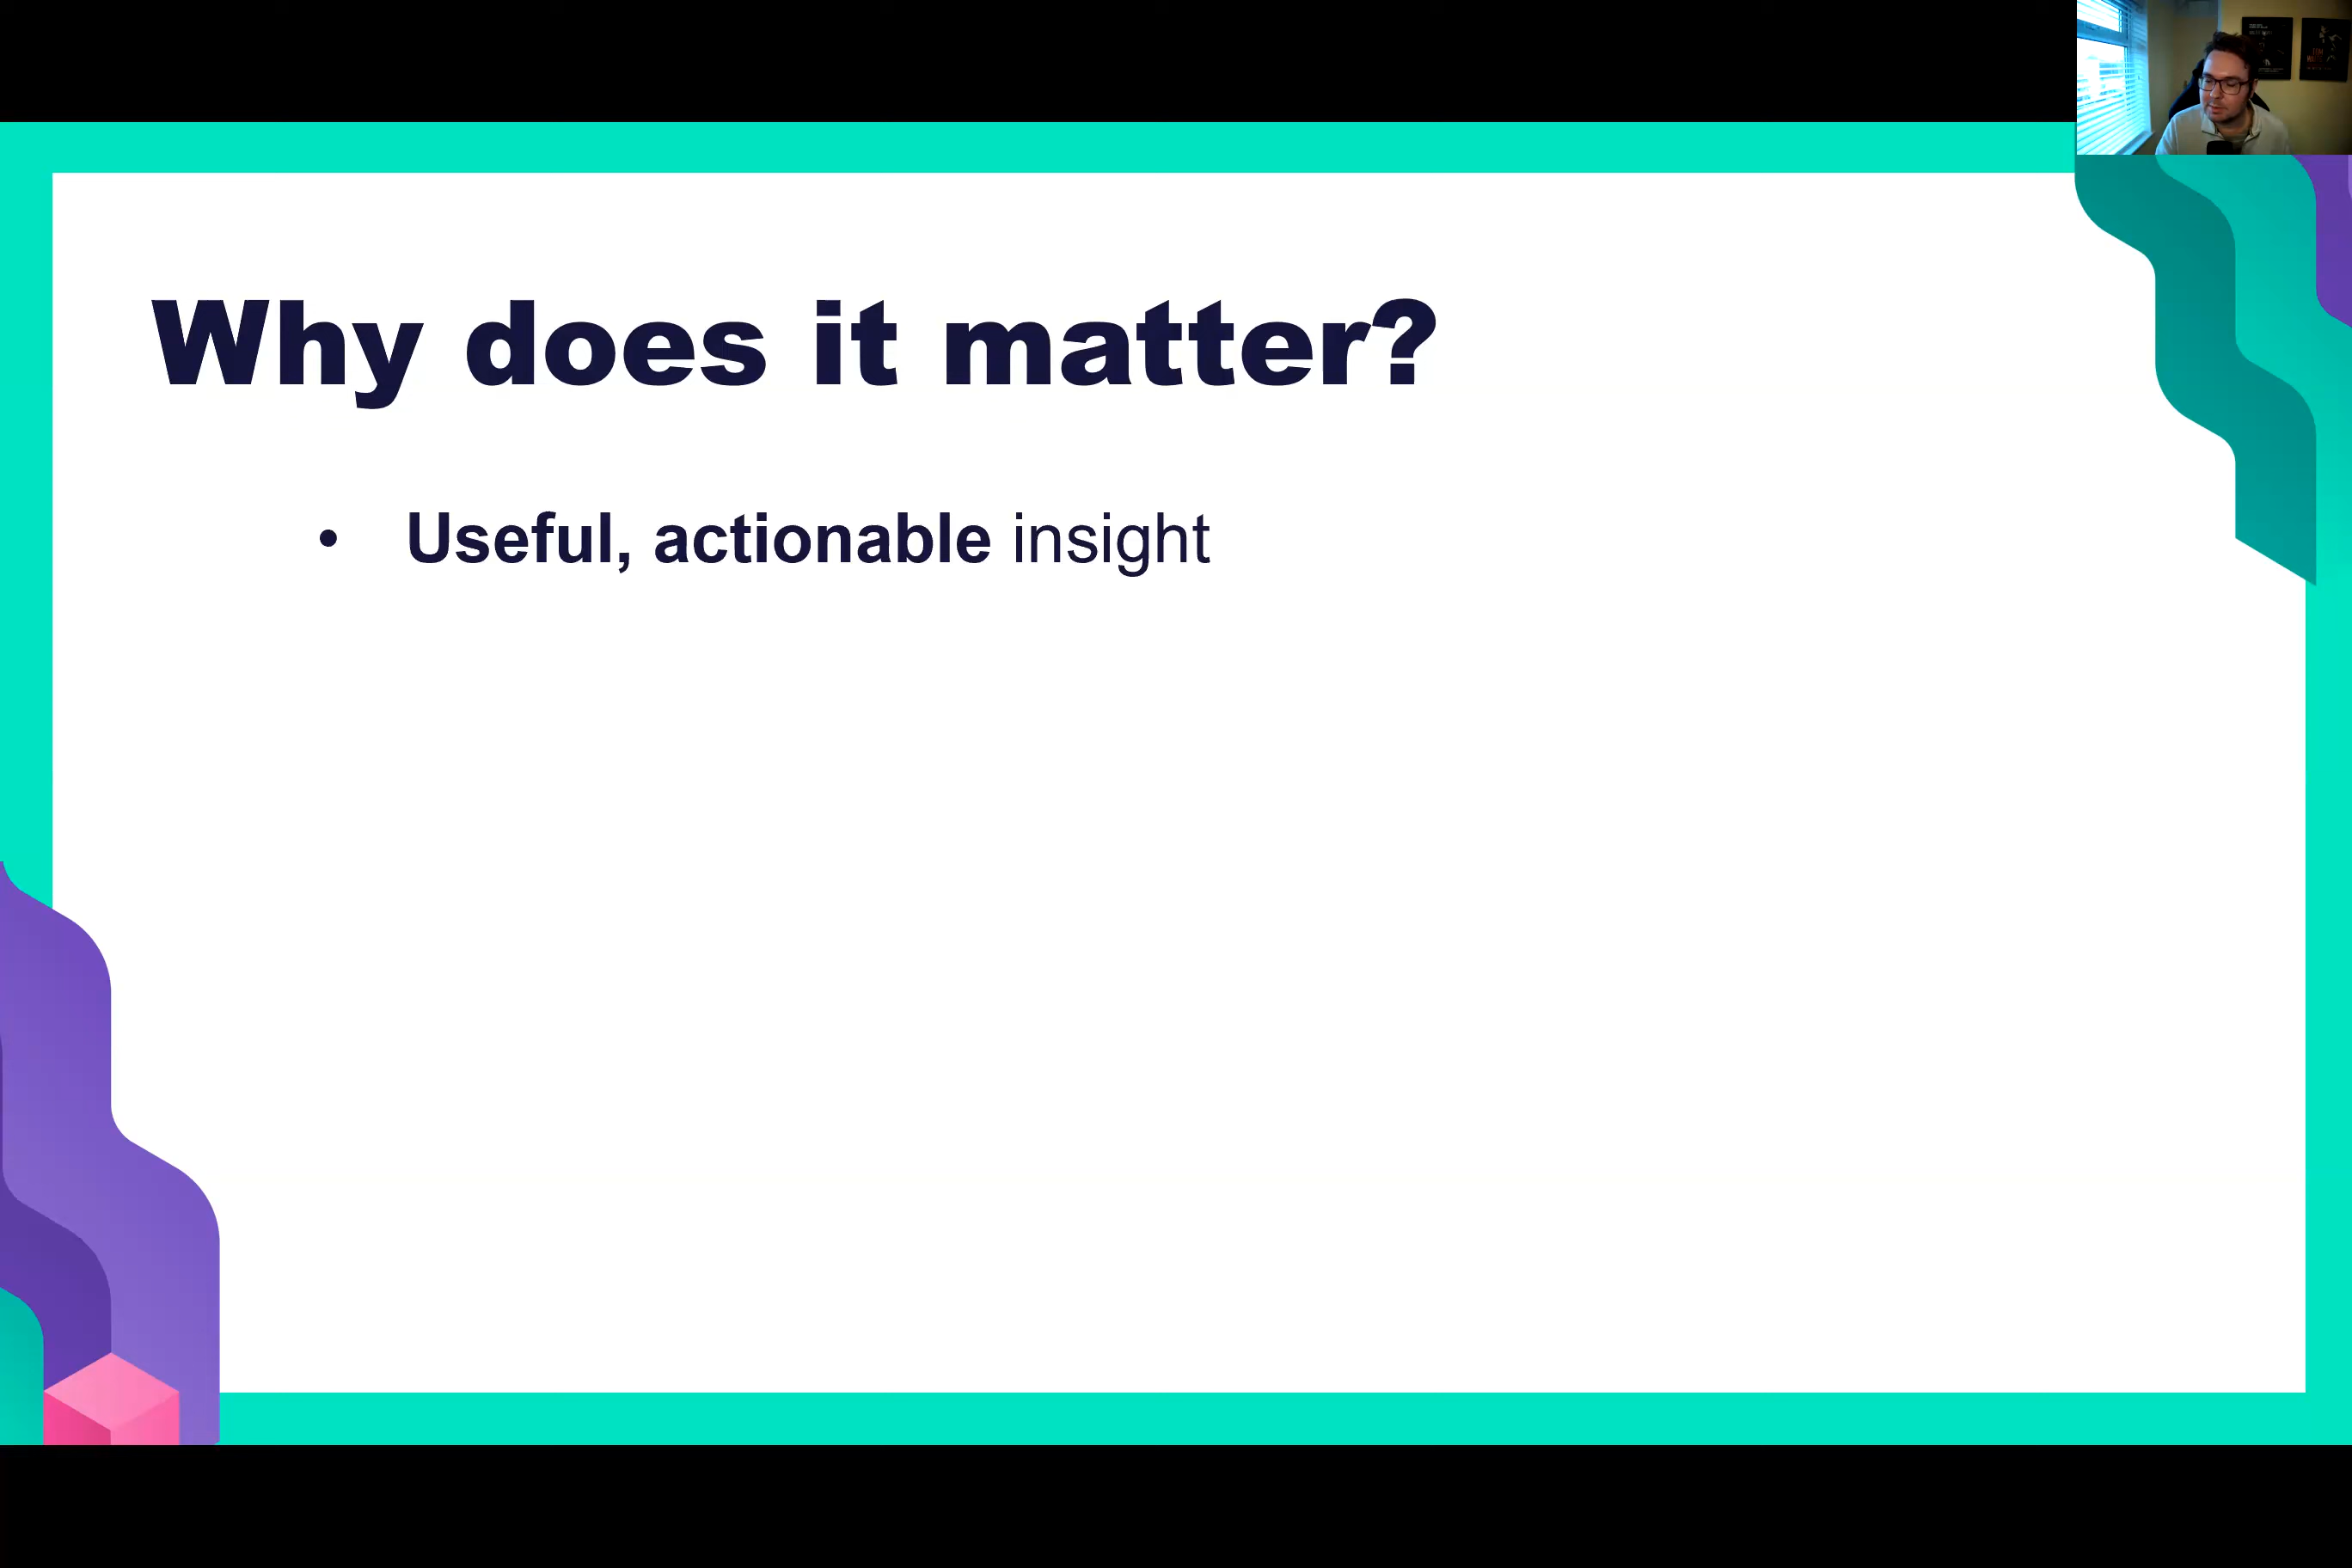 Why does it matter?
• Useful, actionable insight